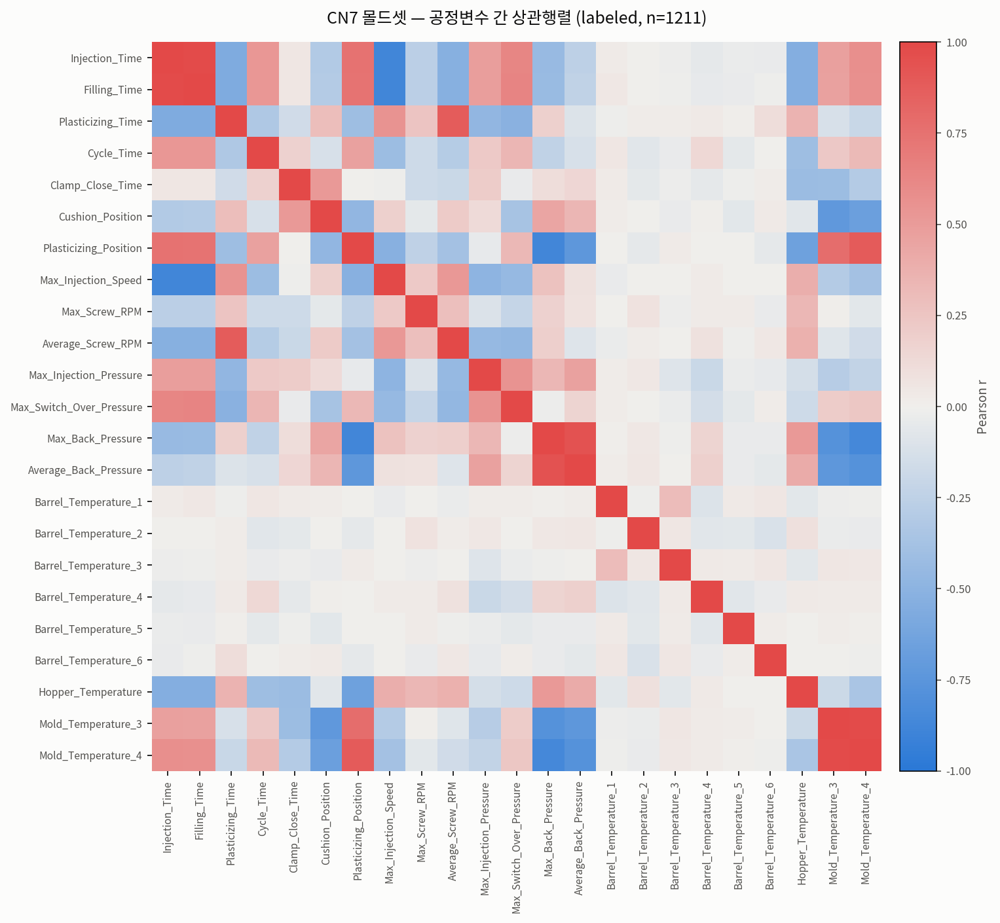 CN7 몰드셋 — 공정변수 간 상관행렬 (labeled, n=1211)
Injection_Time
Filling_Time
Plasticizing_Time
Cycle_Time
Clamp_Close_Time
Cushion_Position
Plasticizing_Position
Max_Injection_Speed
Max_Screw_RPM
Average_Screw_RPM
Max_Injection_Pressure
Max_Switch_Over_Pressure
Max_Back_Pressure
Average_Back_Pressure
Barrel_Temperature_1
Barrel_Temperature_2
Barrel_Temperature_3
Barrel_Temperature_4
Barrel_Temperature_5
Barrel_Temperature_6
Hopper_Temperature
Mold_Temperature_3
Mold_Temperature_4
Injection_Time
Filling_Time
Plasticizing_Time
Cycle_Time
Clamp_Close_Time
Cushion_Position
Plasticizing_Position
Max_Injection_Speed
Max_Screw_RPM
Average_Screw_RPM
Max_Injection_Pressure
Max_Switch_Over_Pressure
Max_Back_Pressure
Average_Back_Pressure
Barrel_Temperature_1
Barrel_Temperature_2
Barrel_Temperature_3
Barrel_Temperature_4
Barrel_Temperature_5
Barrel_Temperature_6
Hopper_Temperature
Mold_Temperature_3
Mold_Temperature_4
1.00
0.75
0.50
0.25
0.00
-0.25
-0.50
-0.75
-1.00
Pearson r